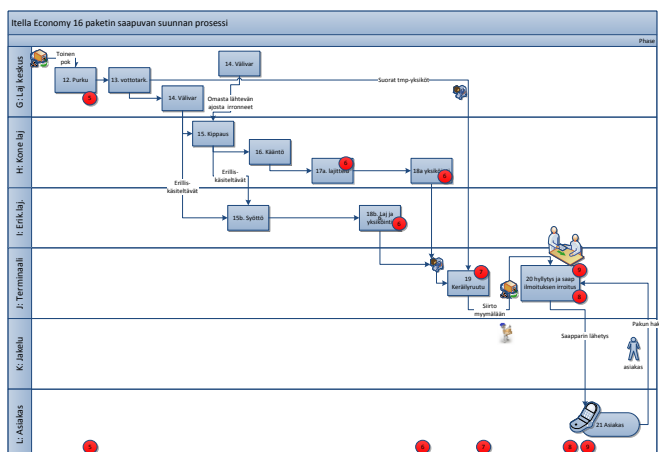 Itella Economy 16 paketin saapuvan suunnan prosessi
Phase
G: Laj keskus
Toinen
pok
12. Purku
5
13. vottotark.
14. Välivar
14. Välivar
Omasta lähtevän
ajosta irronneet
Suorat tmp-yksiköt
H: Kone laj
15. Kippaus
16. Kääntö
17a. lajittelu
6
18a yksiköinti
6
Erillis-
käsiteltävät
Erillis-
käsiteltävät
I: Erik.laj.
15b. Syöttö
18b. Laj ja
yksiköinti
6
J: Terminaali
19
Keräilyruutu
7
Siirto
myymälään
20 hyllytys ja saap
ilmoituksen irroitus
9
8
K: Jakelu
Saapparin lähetys
Pakun hak
asiakas
L: Asiakas
21 Asiakas
5
6
7
8
9